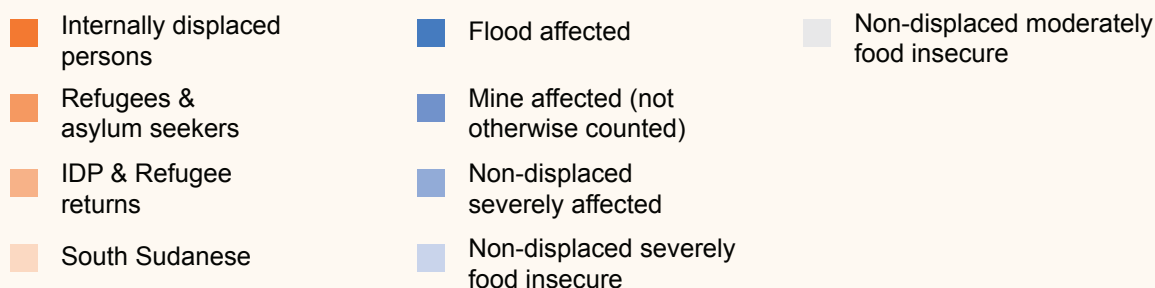 Internally displaced
persons
Refugees &
asylum seekers
IDP & Refugee
returns
South Sudanese
Flood affected
Mine affected (not
otherwise counted)
Non-displaced
severely affected
Non-displaced severely
food insecure
Non-displaced moderately
food insecure